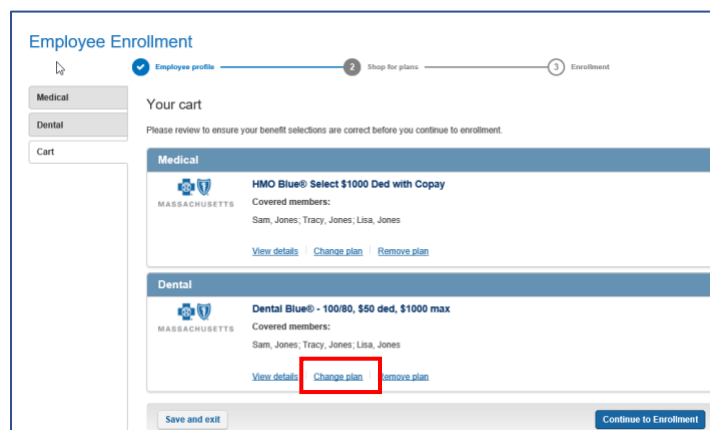 Employee Enrollment
Employee profile
2
Shop for plans
3
Enrollment
Medical
Dental
Cart
Your cart
Please review to ensure your benefit selections are correct before you continue to enrollment.
Medical
MASSACHUSETTS
HMO Blue® Select $1000 Ded with Copay
Covered members:
Sam, Jones; Tracy, Jones; Lisa, Jones
View details Change plan Remove plan
Dental
MASSACHUSETTS
Dental Blue® - 100/80, $50 ded, $1000 max
Covered members:
Sam, Jones; Tracy, Jones; Lisa, Jones
View details Change plan Remove plan
Save and exit
Continue to Enrollment